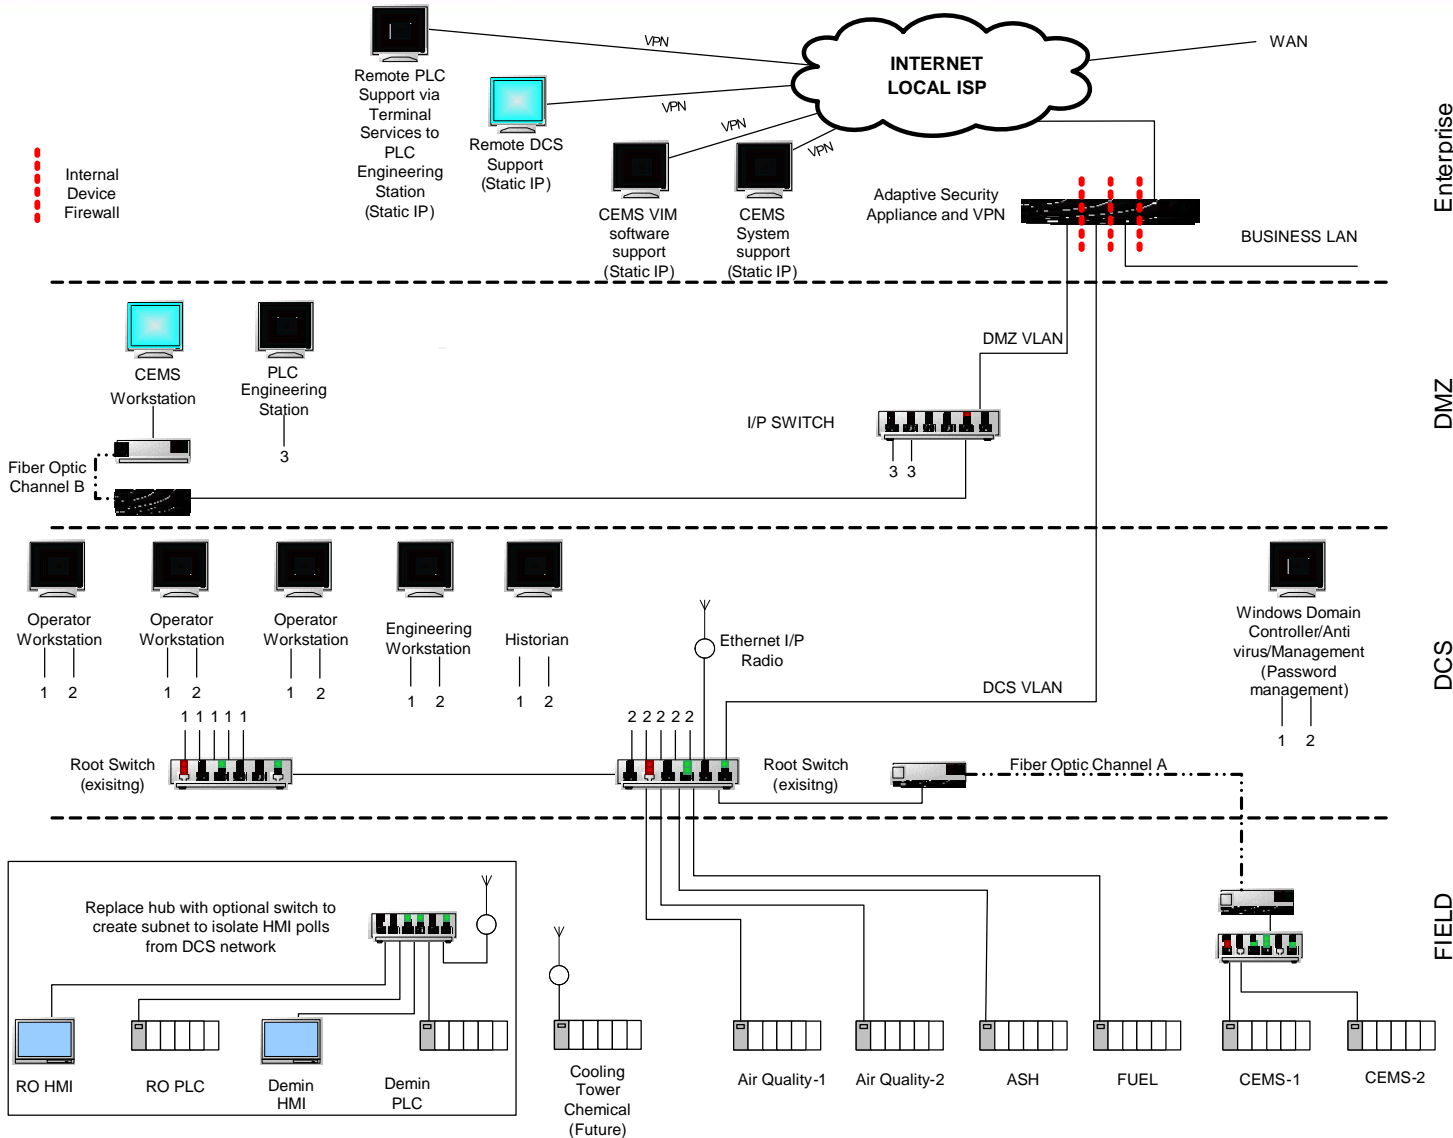 WAN
VPN
INTERNET
LOCAL ISP
Remote PLC
Support via
Terminal
Services to
PLC
Engineering
Station
(Static IP)
VPN
VPN
VPN
Remote DCS
Support
(Static IP)
Enterprise
Internal
Device
Firewall
CEMS VIM
software
support
(Static IP)
CEMS
System
support
(Static IP)
Adaptive Security
Appliance and VPN
BUSINESS LAN
DMZ VLAN
CEMS
Workstation
PLC
Engineering
Station
3
I/P SWITCH
3 3
DMZ
Fiber Optic
Channel B
Operator
Workstation
1 2
Operator
Workstation
1 2
Operator
Workstation
1 2
Engineering
Workstation
1 2
Historian
1 2
Ethernet I/P
Radio
Windows Domain
Controller/Anti
virus/Management
(Password
management)
1 2
DCS
DCS VLAN
1 1 1 1 1
2 2 2 2 2
Root Switch
(exisitng)
Root Switch
(exisitng)
Fiber Optic Channel A
Replace hub with optional switch to
create subnet to isolate HMI polls
from DCS network
FIELD
RO HMI
RO PLC
Demin
HMI
Demin
PLC
Cooling
Tower
Chemical
(Future)
Air Quality-1
Air Quality-2
ASH
FUEL
CEMS-1
CEMS-2